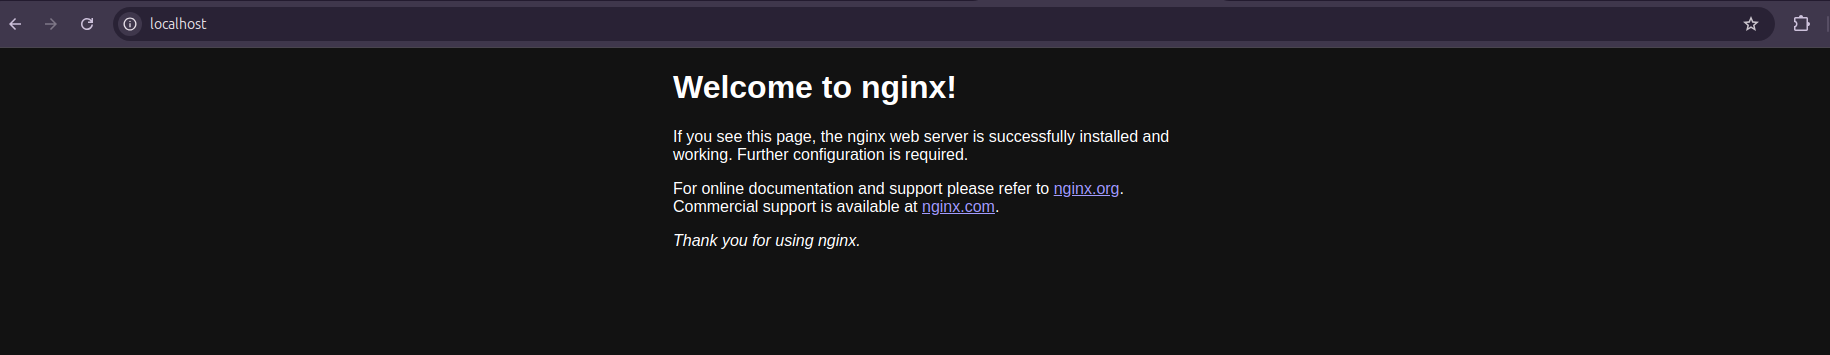 localhost
Welcome to nginx!
If you see this page, the nginx web server is successfully installed and
working. Further configuration is required.
For online documentation and support please refer to nginx.org.
Commercial support is available at nginx.com.
Thank you for using nginx.